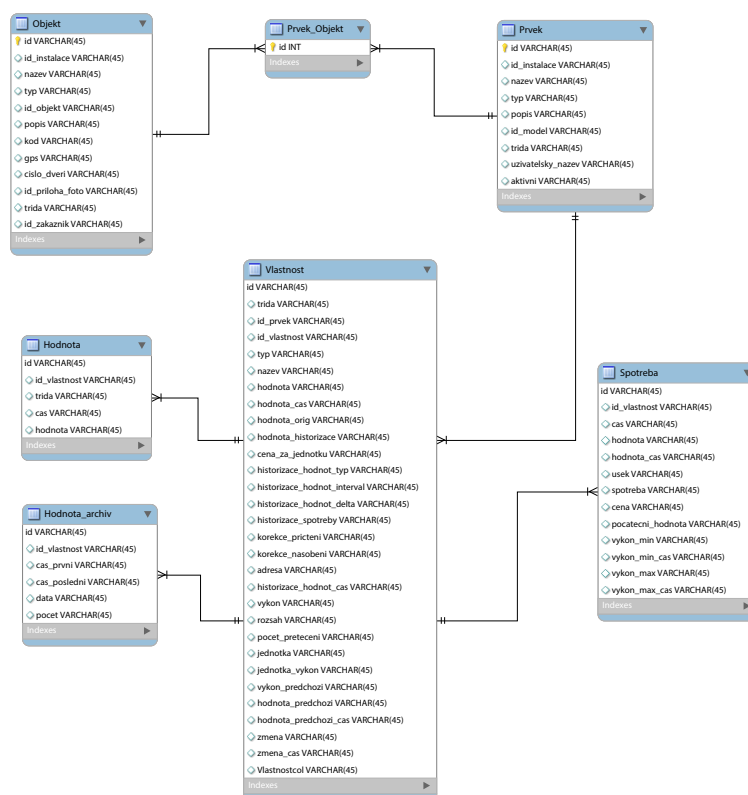 Objekt
id VARCHAR(45)
id_instalace VARCHAR(45)
nazev VARCHAR(45)
typ VARCHAR(45)
id_objekt VARCHAR(45)
popis VARCHAR(45)
kod VARCHAR(45)
gps VARCHAR(45)
cislo_dveri VARCHAR(45)
id_priloha_foto VARCHAR(45)
trida VARCHAR(45)
id_zakaznik VARCHAR(45)
Indexes
Prvek_Objekt
id INT
Indexes
Prvek
id VARCHAR(45)
id_instalace VARCHAR(45)
nazev VARCHAR(45)
typ VARCHAR(45)
popis VARCHAR(45)
id_model VARCHAR(45)
trida VARCHAR(45)
uzivatelsky_nazev VARCHAR(45)
aktivni VARCHAR(45)
Indexes
Vlastnost
id VARCHAR(45)
trida VARCHAR(45)
id_prvek VARCHAR(45)
id_vlastnost VARCHAR(45)
typ VARCHAR(45)
nazev VARCHAR(45)
hodnota VARCHAR(45)
hodnota_cas VARCHAR(45)
hodnota_orig VARCHAR(45)
hodnota_historizace VARCHAR(45)
cena_za_jednotku VARCHAR(45)
historizace_hodnot_typ VARCHAR(45)
historizace_hodnot_interval VARCHAR(45)
historizace_hodnot_delta VARCHAR(45)
historizace_spotreby VARCHAR(45)
korekce_pricteni VARCHAR(45)
korekce_nasobeni VARCHAR(45)
adresa VARCHAR(45)
historizace_hodnot_cas VARCHAR(45)
vykon VARCHAR(45)
rozsah VARCHAR(45)
pocet_preteceni VARCHAR(45)
jednotka VARCHAR(45)
jednotka_vykon VARCHAR(45)
vykon_predchozi VARCHAR(45)
hodnota_predchozi VARCHAR(45)
hodnota_predchozi_cas VARCHAR(45)
zmena VARCHAR(45)
zmena_cas VARCHAR(45)
Vlastnostcol VARCHAR(45)
Indexes
Hodnota
id VARCHAR(45)
id_vlastnost VARCHAR(45)
trida VARCHAR(45)
cas VARCHAR(45)
hodnota VARCHAR(45)
Indexes
Hodnota_archiv
id VARCHAR(45)
id_vlastnost VARCHAR(45)
cas_prvni VARCHAR(45)
cas_posledni VARCHAR(45)
data VARCHAR(45)
pocet VARCHAR(45)
Indexes
Spotreba
id VARCHAR(45)
id_vlastnost VARCHAR(45)
cas VARCHAR(45)
hodnota VARCHAR(45)
hodnota_cas VARCHAR(45)
usek VARCHAR(45)
spotreba VARCHAR(45)
cena VARCHAR(45)
pocatecni_hodnota VARCHAR(45)
vykon_min VARCHAR(45)
vykon_min_cas VARCHAR(45)
vykon_max VARCHAR(45)
vykon_max_cas VARCHAR(45)
Indexes